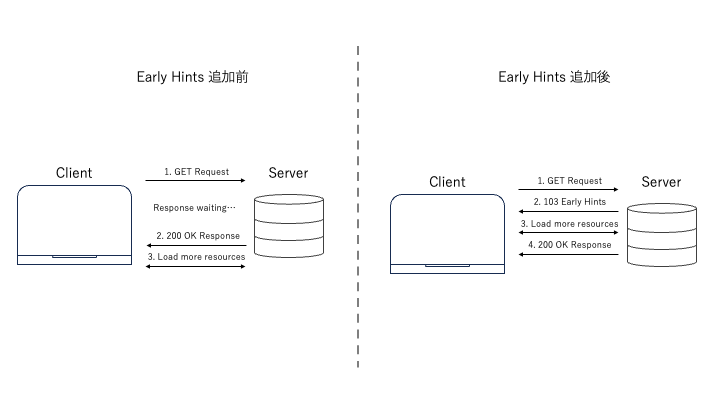 Early Hints 追加前
Client
1. GET Request
Server
Response waiting…
2. 200 OK Response
3. Load more resources
Early Hints 追加後
Client
1. GET Request
Server
2. 103 Early Hints
3. Load more resources
4. 200 OK Response